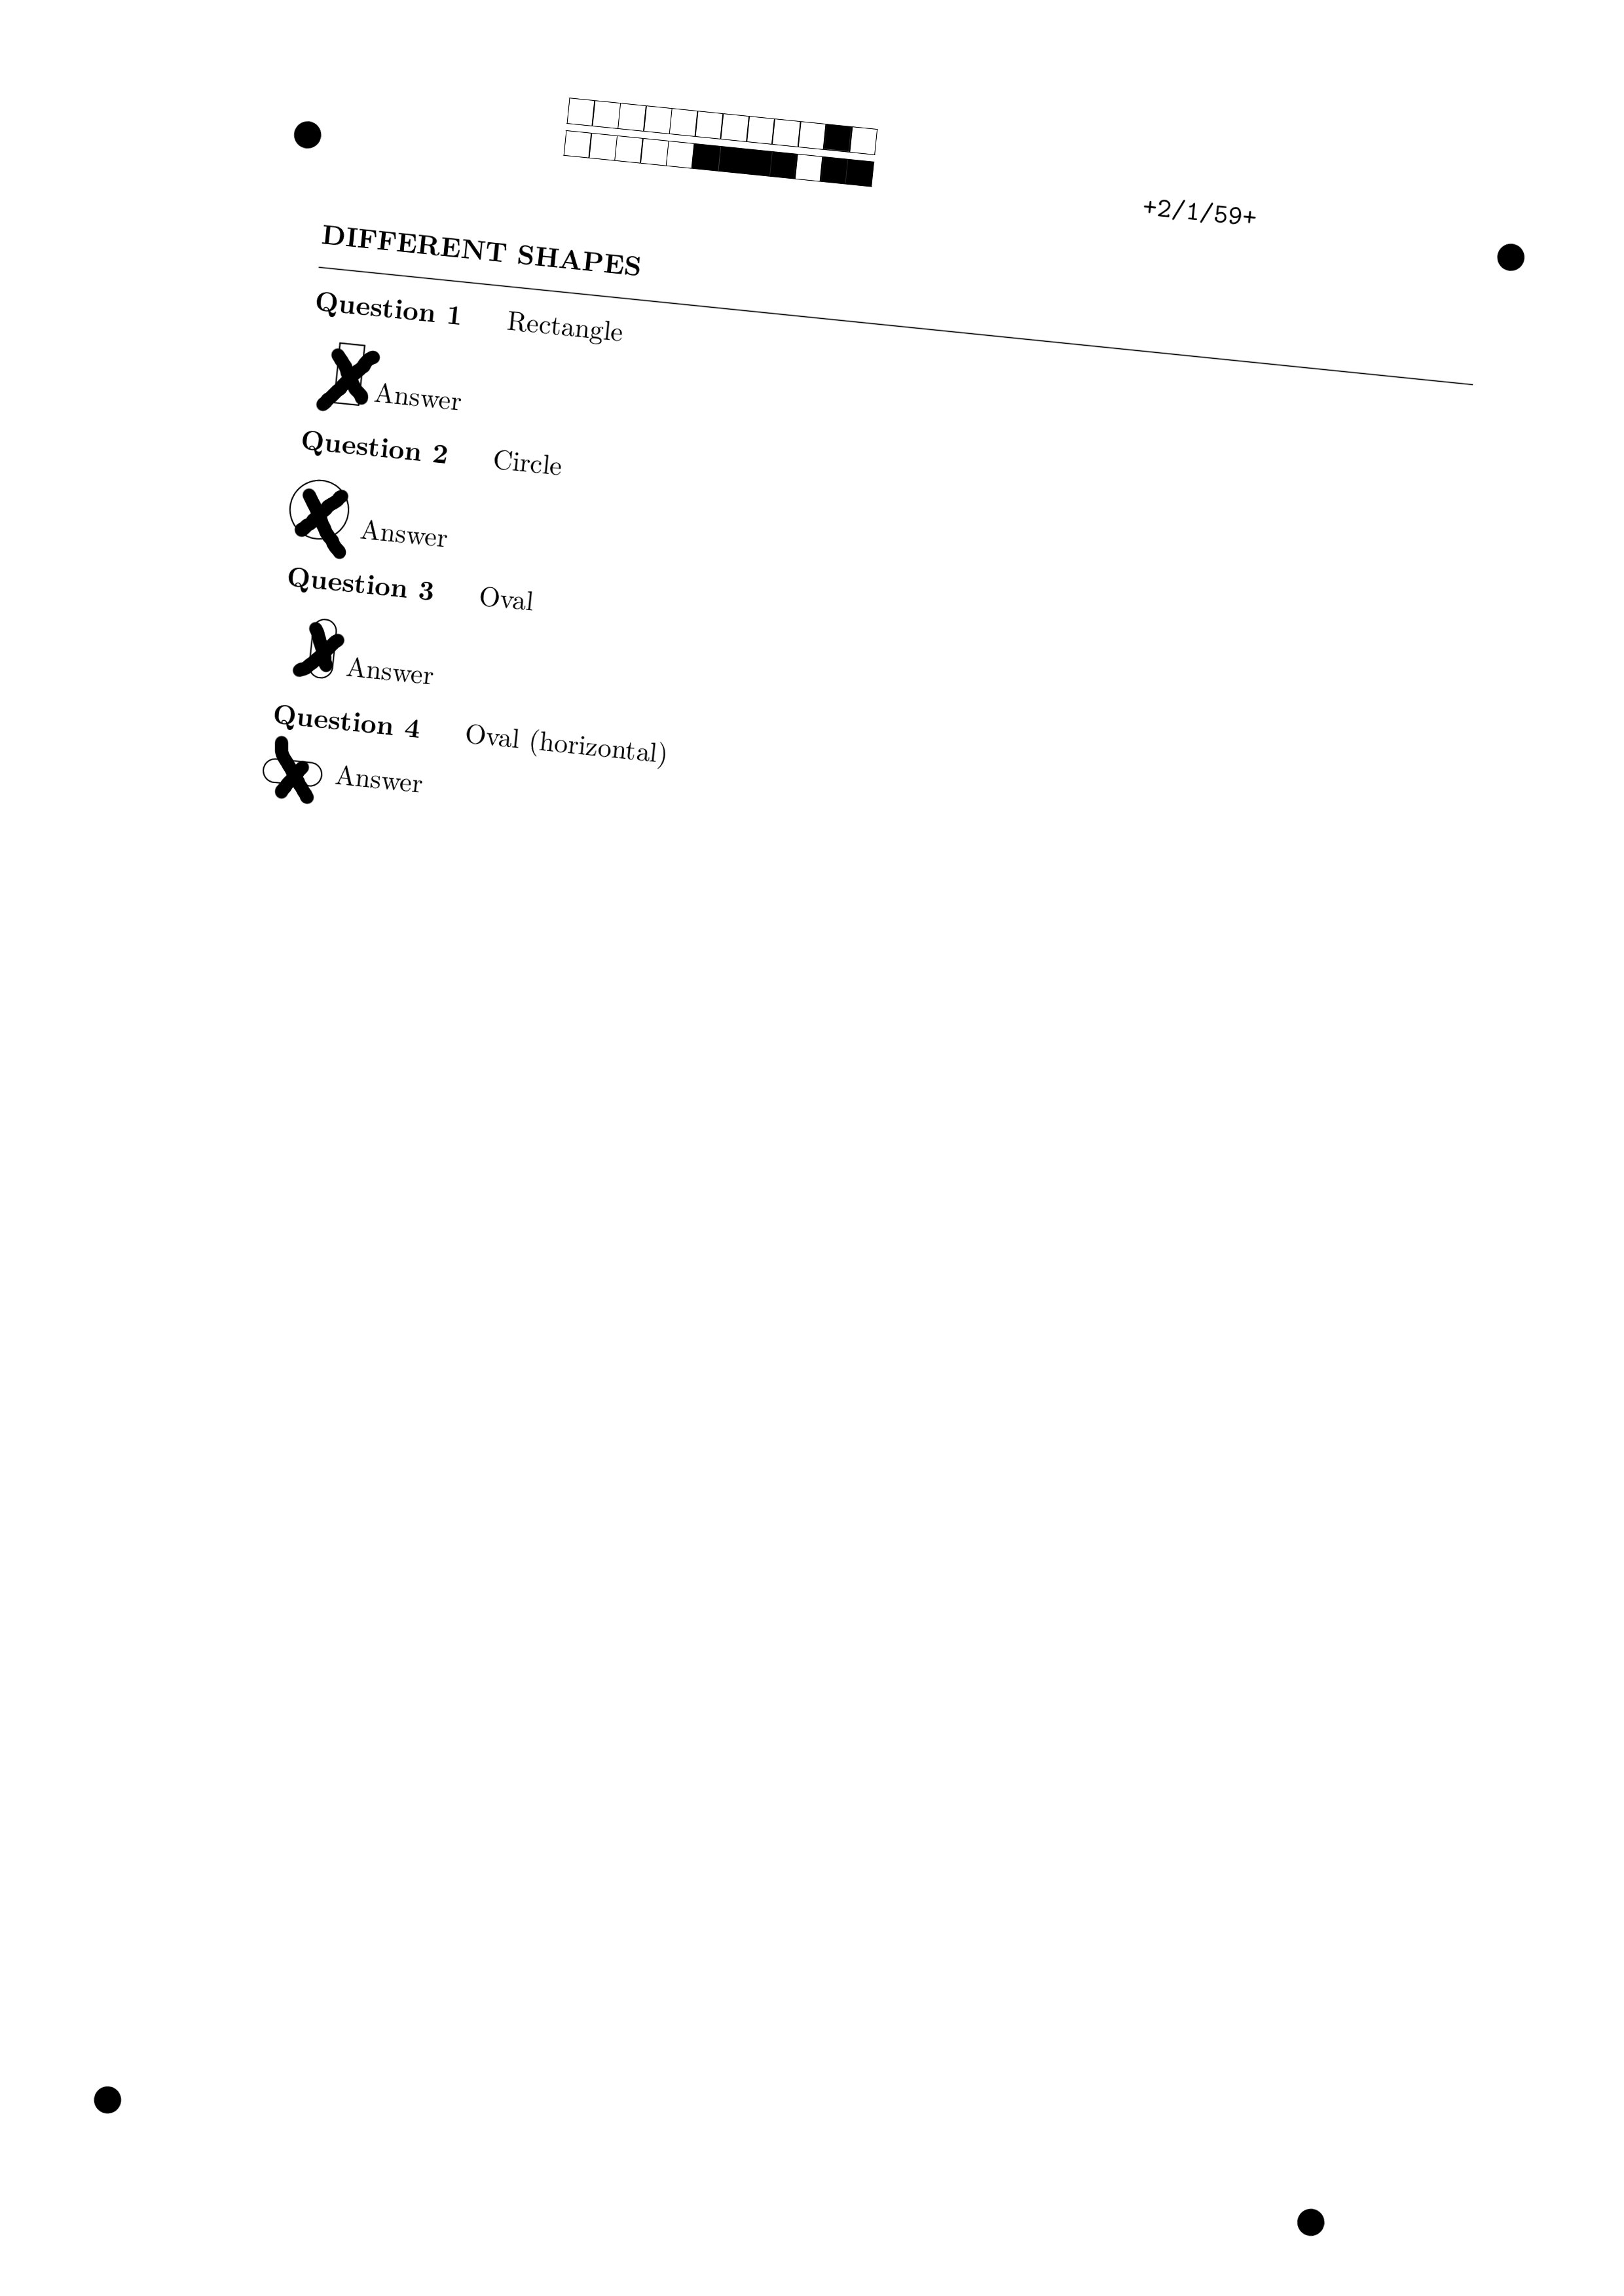 +2/1/59+
DIFFERENT SHAPES
Question 1 Rectangle
Answer
Question 2 Circle
Answer
Question 3 Oval
Answer
Question 4 Oval (horizontal)
Answer